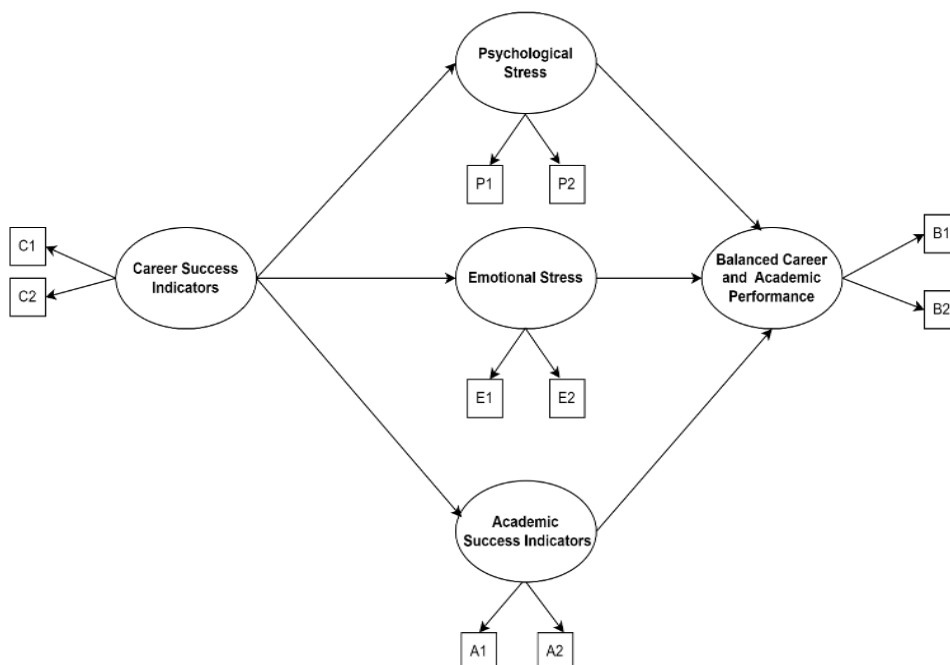 Psychological
Stress
P1
P2
C1
C2
Career Success
Indicators
Emotional Stress
Balanced Career
and Academic
Performance
B1
B2
E1
E2
Academic
Success Indicators
A1
A2